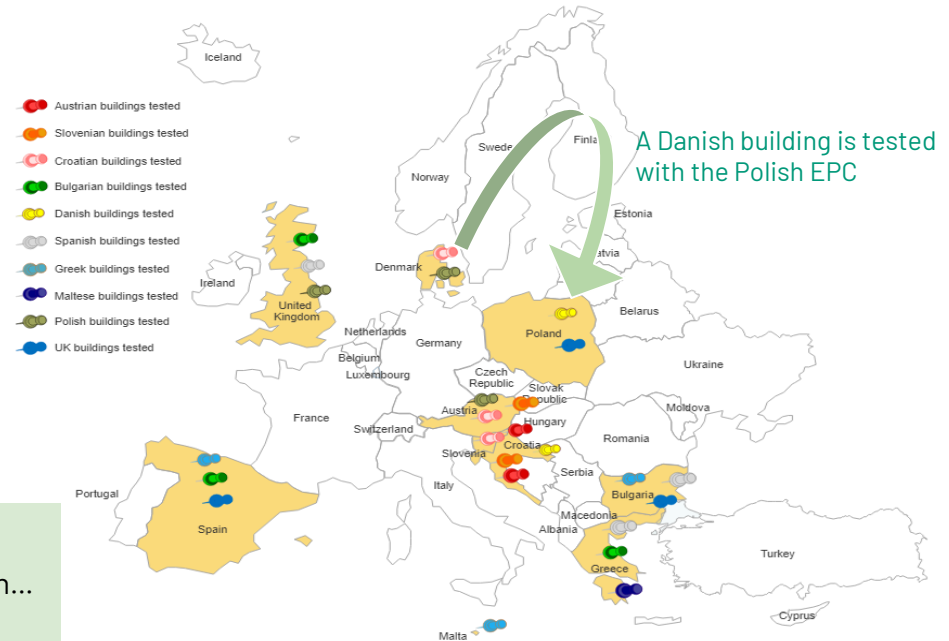 Iceland
Austrian buildings tested
Slovenian buildings tested
Croatian buildings tested
Bulgarian buildings tested
Danish buildings tested
Spanish buildings tested
Greek buildings tested
Maltese buildings tested
Polish buildings tested
UK buildings tested
A Danish building is tested
with the Polish EPC
Swede
Finla
Norway
Estonia
atvia
Denmark
Ireland
United
Kingdom
Belarus
Poland
Netherlands
Germany
Belgium
Luxembourg
Ukraine
Czech
Republic
Slovak
Republic
Austria
Moldova
France
Switzerland
Hungary
Romania
Croatia
Slovenia
Serbia
Italy
Portugal
Bulgaria
Spain
Macedonia
Albania
Turkey
Greece
n...
Cyprus
Malta